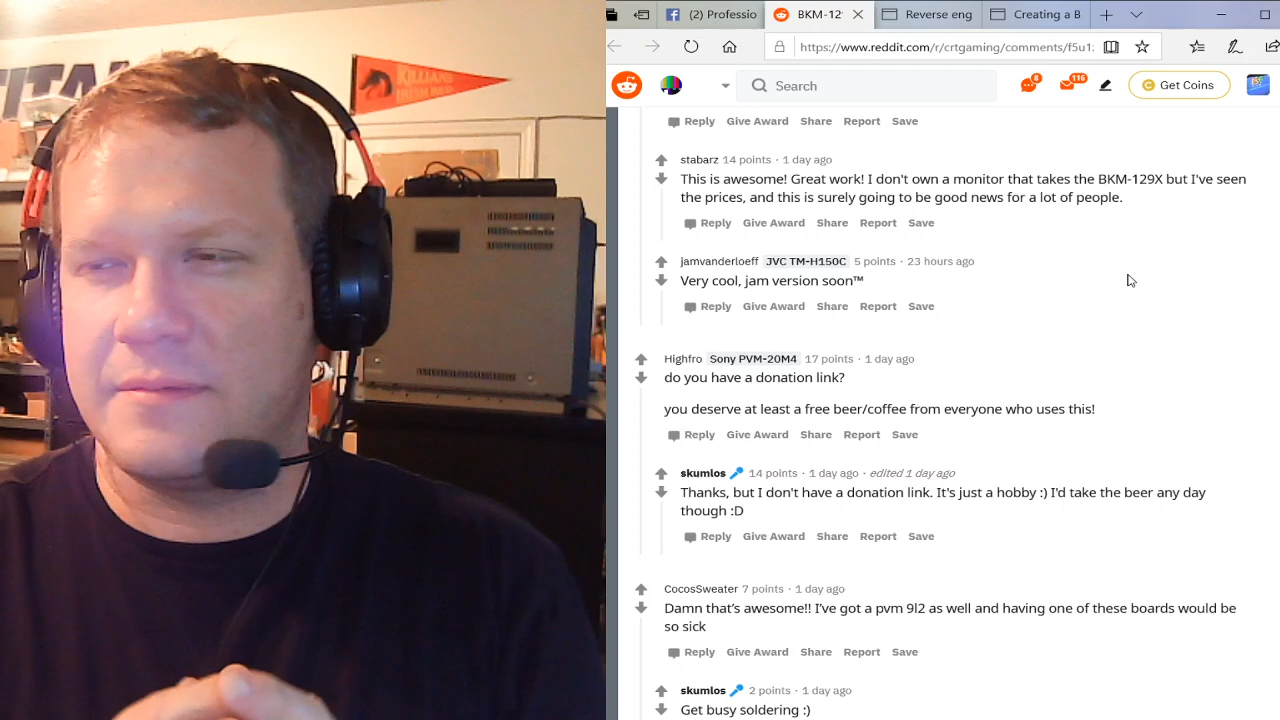 TITAN
KILLIANS
IRISH RED
(2) Professio
BKM-12
Reverse eng
Creating a B
https://www.reddit.com/r/crtgaming/comments/f5u1
Search
8
116
Get Coins
Reply Give Award Share Report Save
stabarz 14 points · 1 day ago
This is awesome! Great work! I don't own a monitor that takes the BKM-129X but I've seen
the prices, and this is surely going to be good news for a lot of people.
Reply Give Award Share Report Save
jamvanderloeff JVC TM-H150C 5 points · 23 hours ago
Very cool, jam version soon™
Reply Give Award Share Report Save
Highfro Sony PVM-20M4 17 points · 1 day ago
do you have a donation link?
you deserve at least a free beer/coffee from everyone who uses this!
Reply Give Award Share Report Save
skumlos 14 points · 1 day ago · edited 1 day ago
Thanks, but I don't have a donation link. It's just a hobby :) I'd take the beer any day
though :D
Reply Give Award Share Report Save
CocosSweater 7 points · 1 day ago
Damn that’s awesome!! I’ve got a pvm 9l2 as well and having one of these boards would be
so sick
Reply Give Award Share Report Save
skumlos 2 points · 1 day ago
Get busy soldering :)